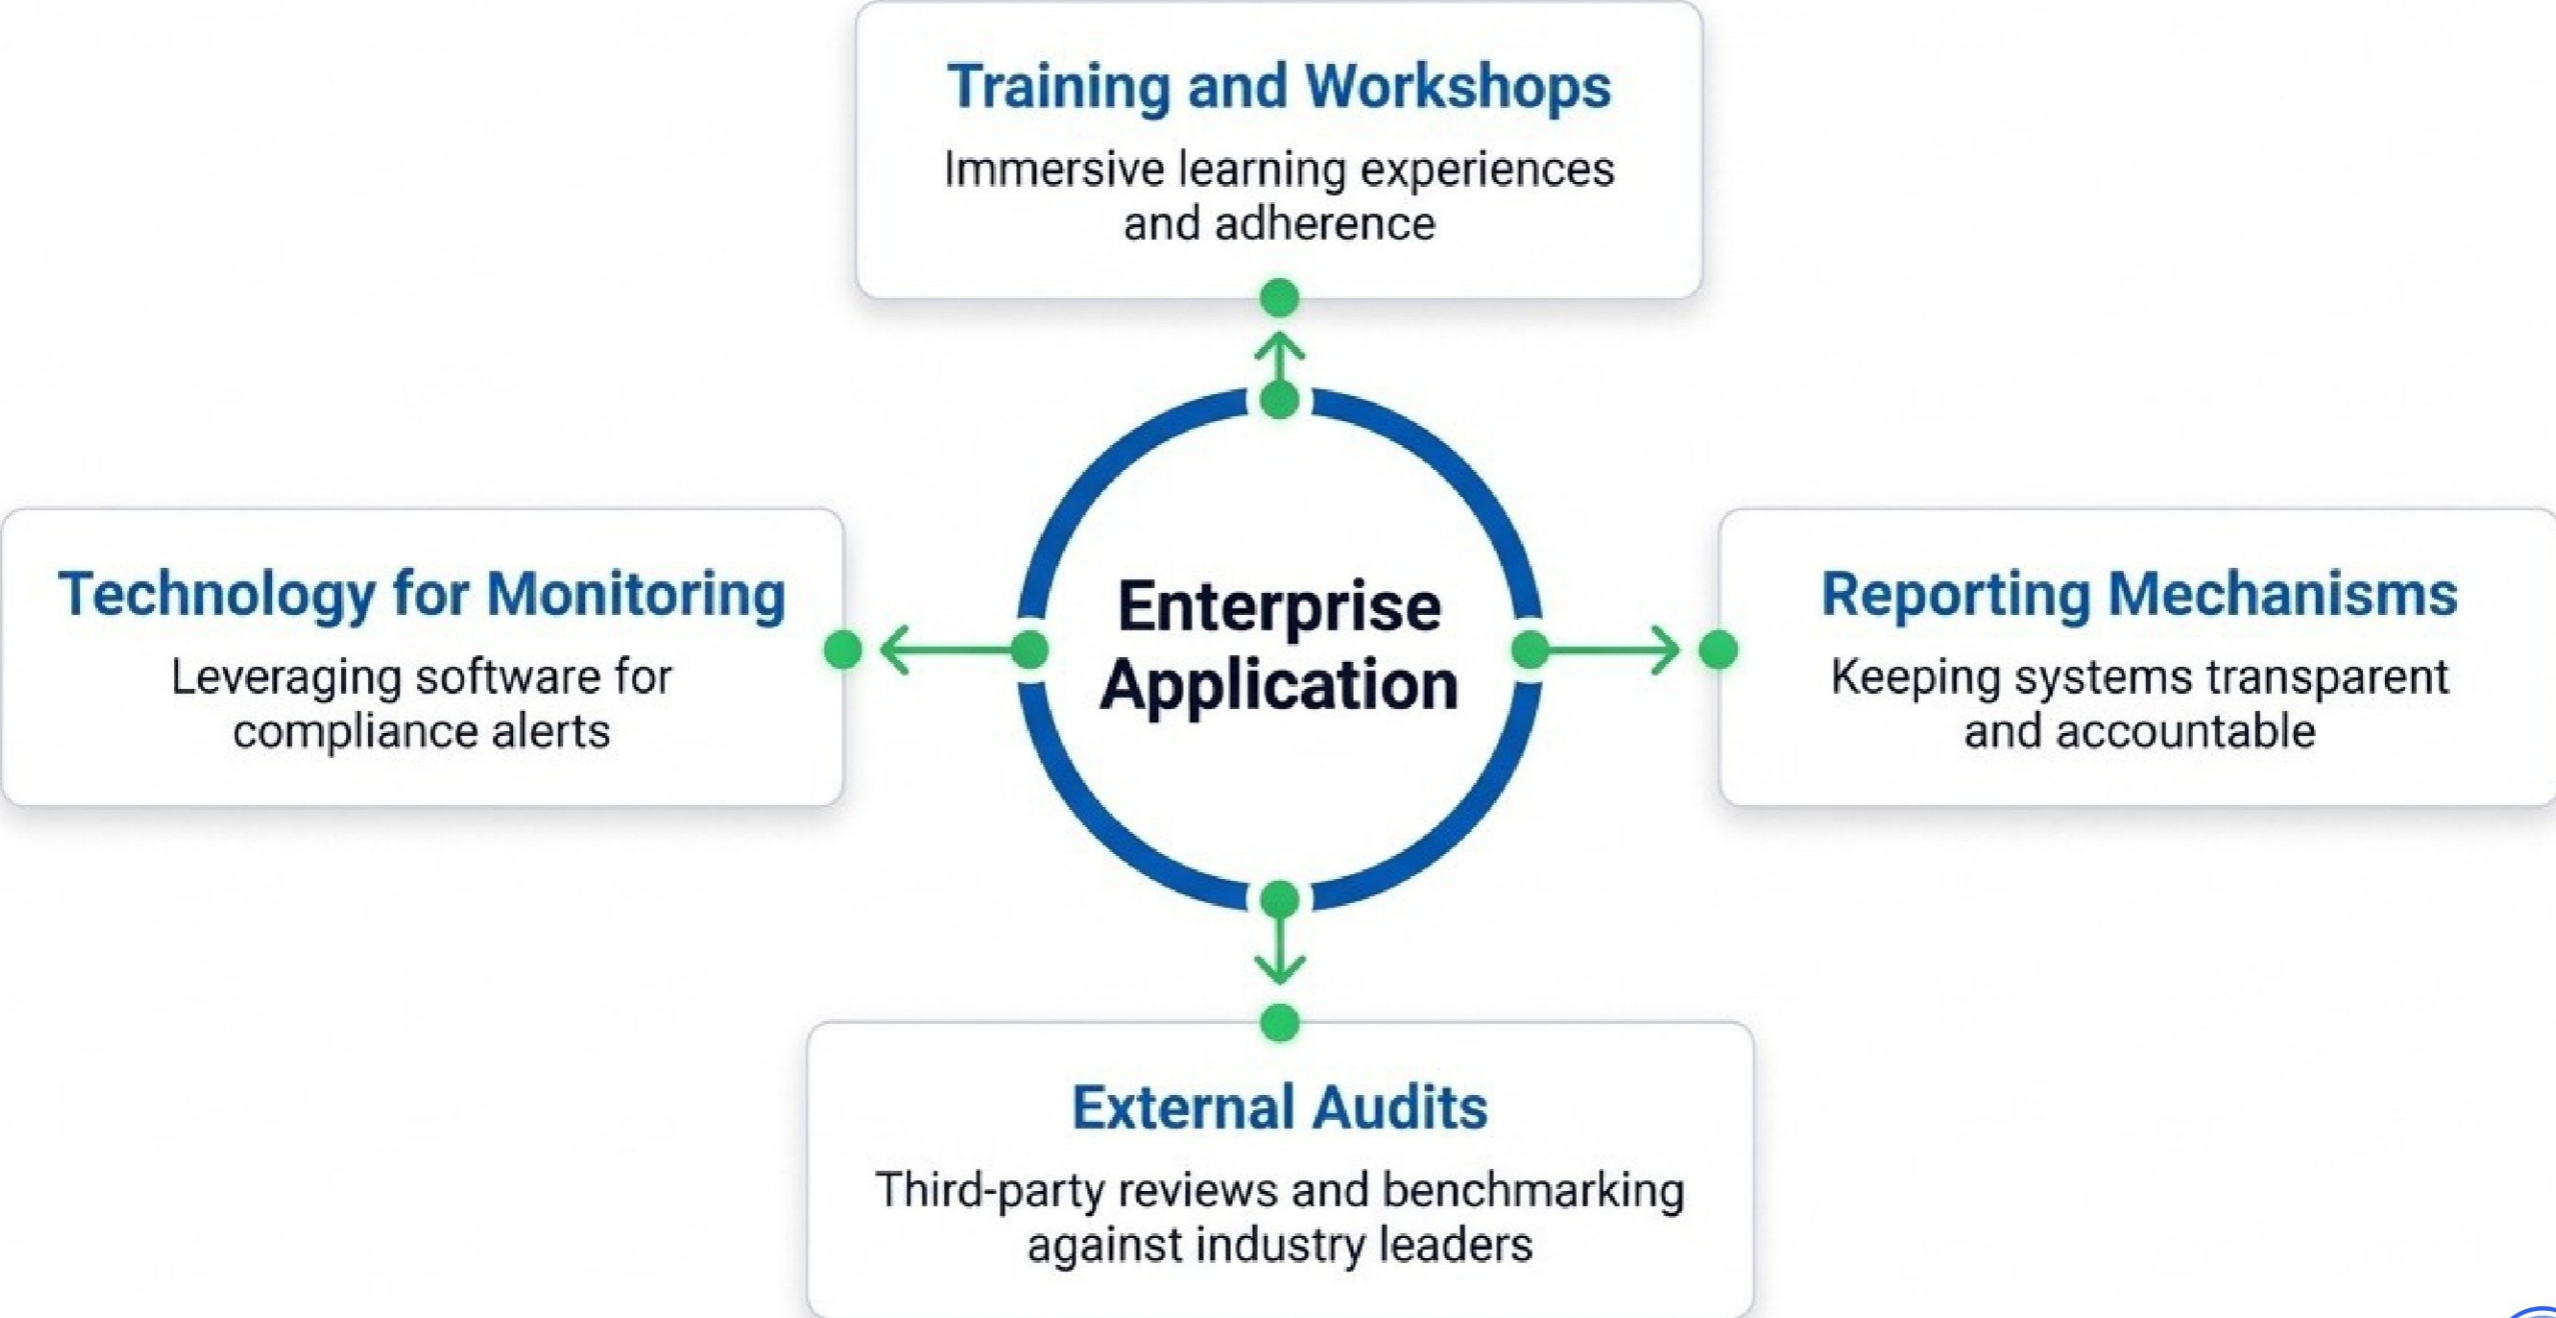 Training and Workshops
Immersive learning experiences
and adherence
Technology for Monitoring
Leveraging software for
compliance alerts
Enterprise
Application
Reporting Mechanisms
Keeping systems transparent
and accountable
External Audits
Third-party reviews and benchmarking
against industry leaders